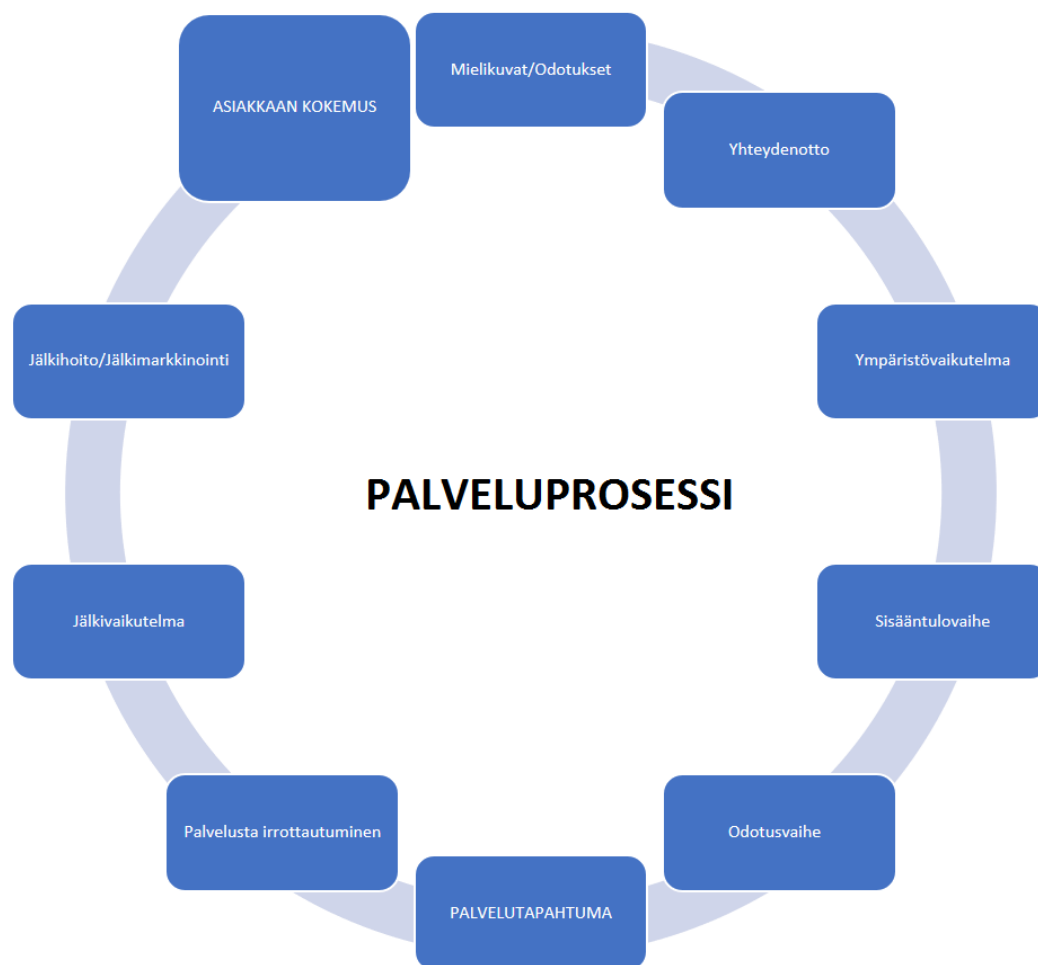 Mielikuvat/Odotukset
Yhteydenotto
Ympäristövaikutelma
Sisääntulovaihe
Odotusvaihe
PALVELUTAPAHTUMA
Palvelusta irrottautuminen
Jälkivaikutelma
Jälkihoito/Jälkimarkkinointi
ASIAKKAAN KOKEMUS
PALVELUPROSESSI